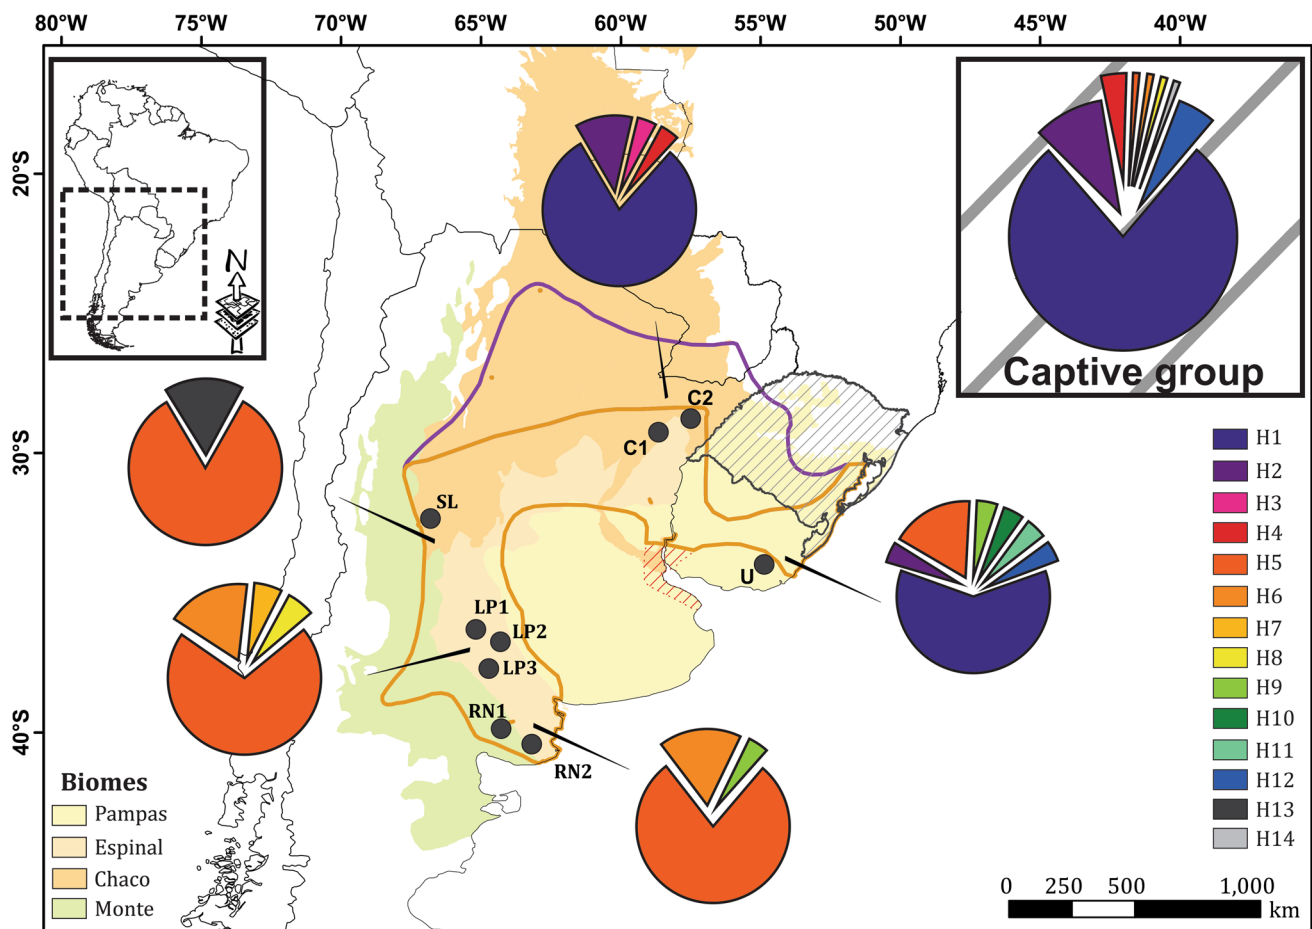 80°W 75°W 70°W 65°W 60°W 55°W 50°W 45°W 40°W
20°S
30°S
40°S
N
Captive group
C2
C1
SL
U
LP1
LP2
LP3
RN1
RN2
H1
H2
H3
H4
H5
H6
H7
H8
H9
H10
H11
H12
H13
H14
Biomes
Pampas
Espinal
Chaco
Monte
0 250 500 1,000
km